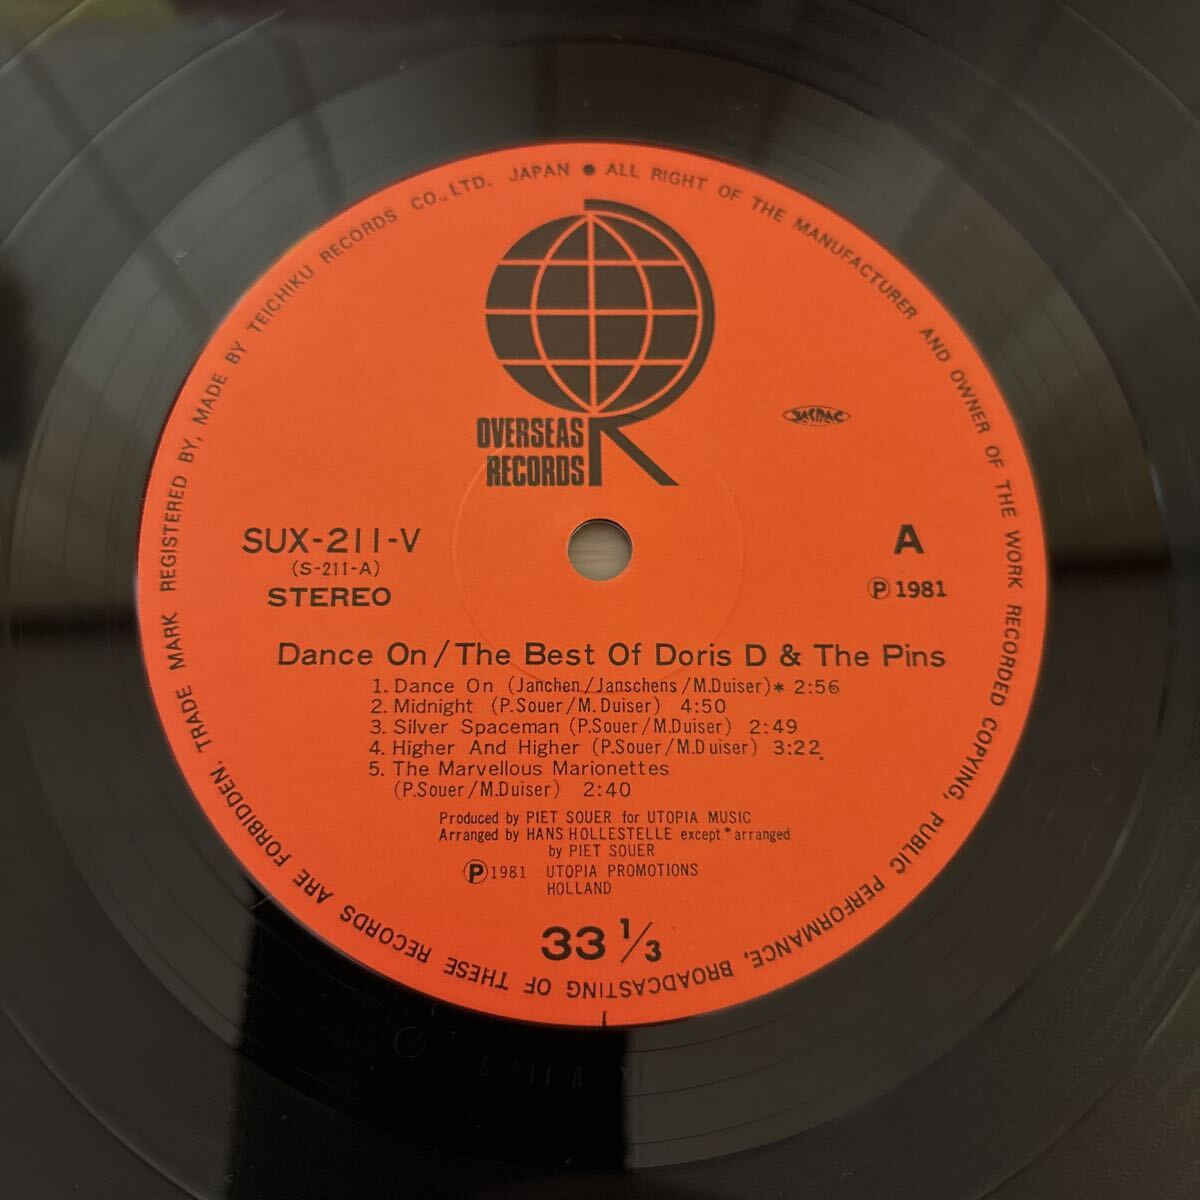 TRADE MARK REGISTERED BY, MADE BY TEICHIKU RECORDS CO., LTD. JAPAN ● ALL RIGHT OF THE MANUFACTURER AND OWNER OF THE WORK RECORDED COPYING, PUBLIC PERFORMANCE, BROADCASTING OF THESE RECORDS ARE FORBIDDEN.
OVERSEAS
RECORDS
R
JASRAC
SUX-211-V
(S-211-A)
STEREO
A
Ⓟ 1981
Dance On / The Best Of Doris D & The Pins
1. Dance On (Janchen/Janschens/M.Duiser)* 2:56
2. Midnight (P.Souer/M.Duiser) 4:50
3. Silver Spaceman (P.Souer/M.Duiser) 2:49
4. Higher And Higher (P.Souer/M.Duiser) 3:22
5. The Marvellous Marionettes
(P.Souer/M.Duiser) 2:40
Produced by PIET SOUER for UTOPIA MUSIC
Arranged by HANS HOLLESTELLE except *arranged
by PIET SOUER
Ⓟ 1981 UTOPIA PROMOTIONS
HOLLAND
33 1/3
S 211 A